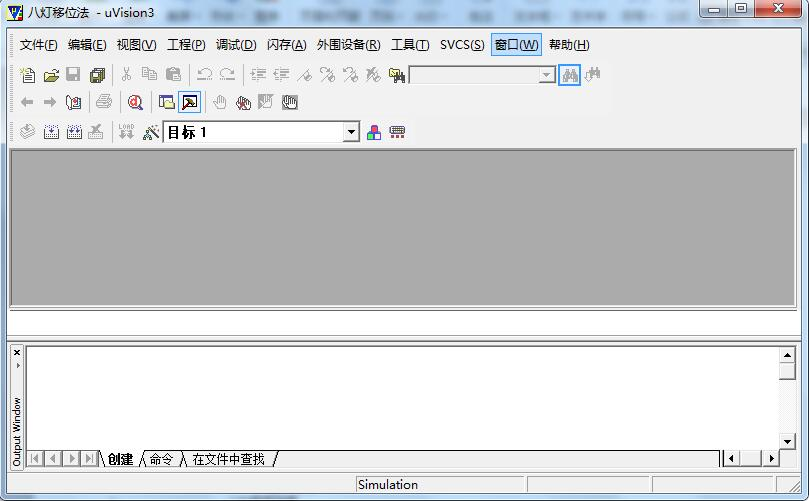 八灯移位法 - uVision3
文件(F) 编辑(E) 视图(V) 工程(P) 调试(D) 闪存(A) 外围设备(R) 工具(T) SVCS(S) 窗口(W) 帮助(H)
LOAD 目标 1
Output Window
创建 命令 在文件中查找
Simulation